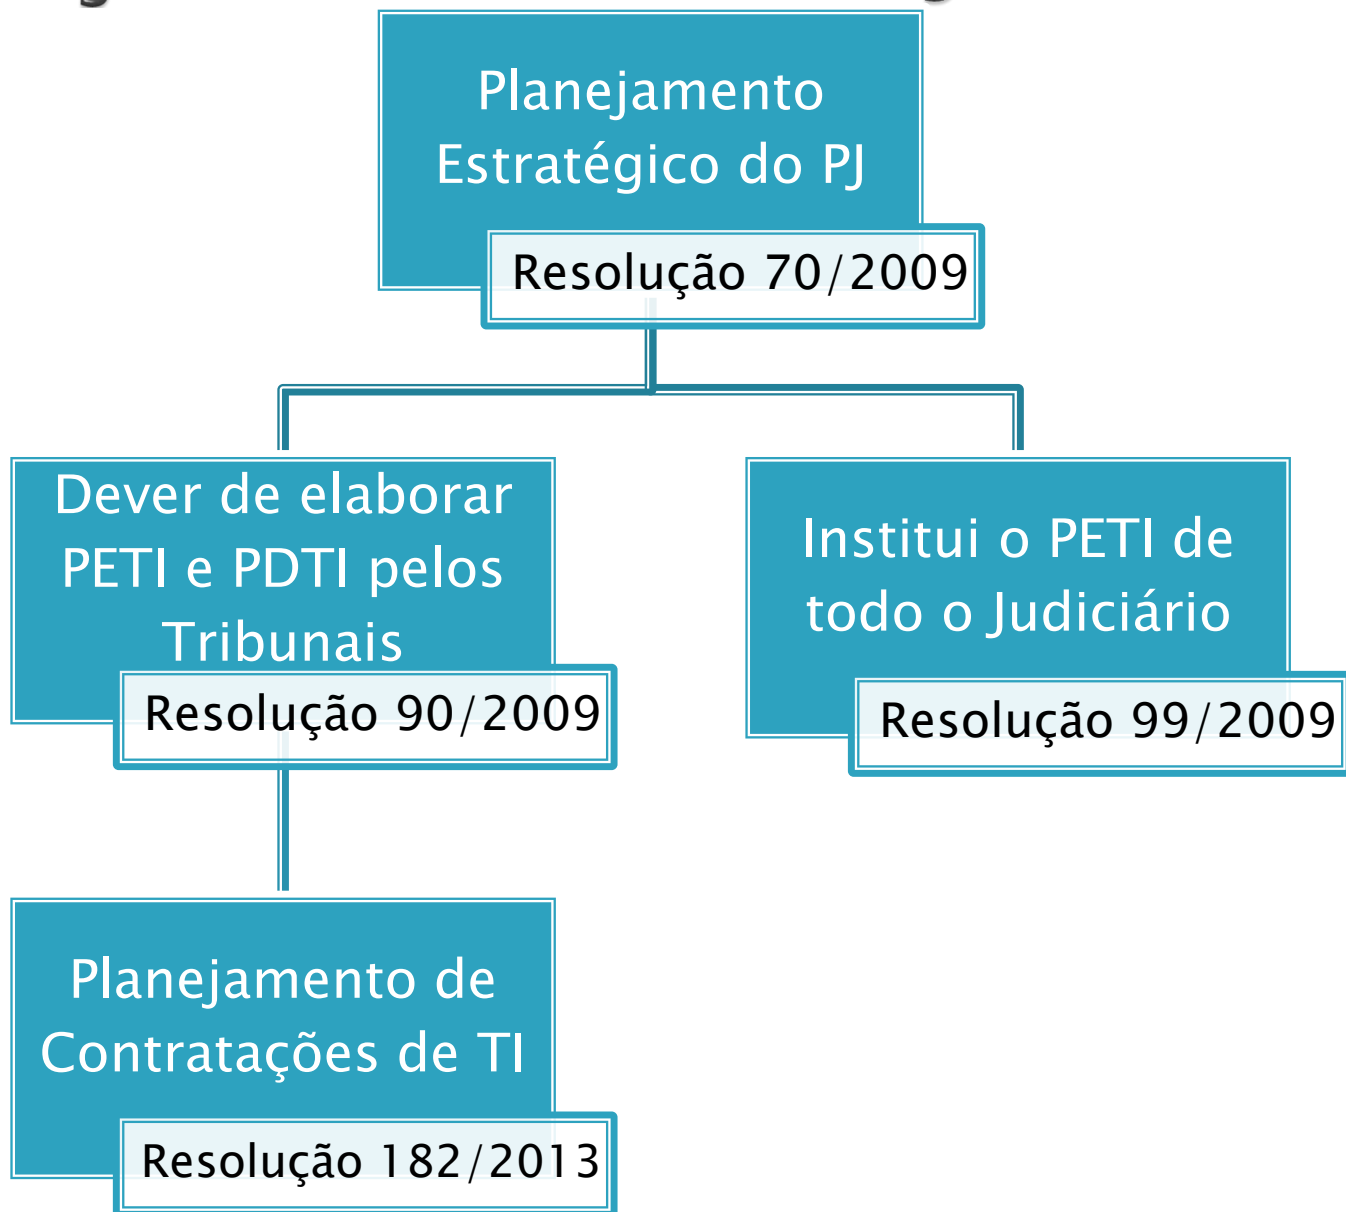 Planejamento
Estratégico do PJ
Resolução 70/2009
Dever de elaborar
PETI e PDTI pelos
Tribunais
Resolução 90/2009
Institui o PETI de
todo o Judiciário
Resolução 99/2009
Planejamento de
Contratações de TI
Resolução 182/2013